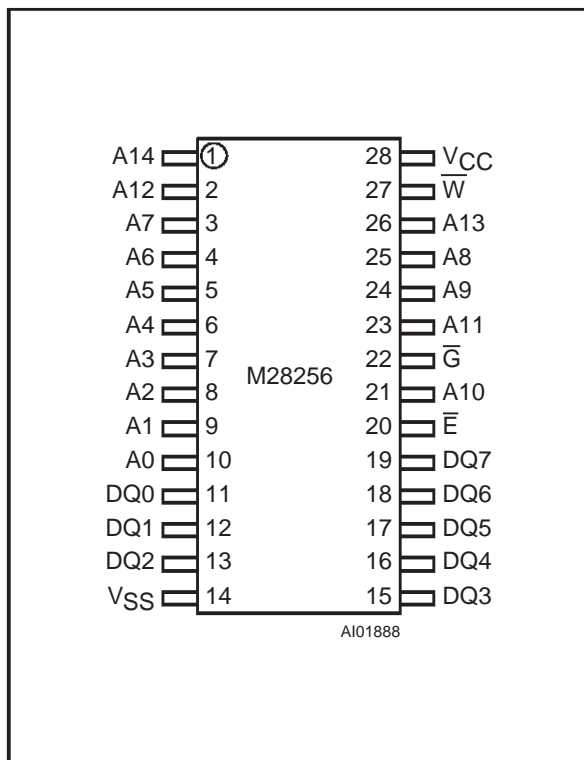 A14 1 28 VCC
A12 2 27 W̅
A7 3 26 A13
A6 4 25 A8
A5 5 24 A9
A4 6 23 A11
A3 7 22 G̅
M28256
A2 8 21 A10
A1 9 20 E̅
A0 10 19 DQ7
DQ0 11 18 DQ6
DQ1 12 17 DQ5
DQ2 13 16 DQ4
VSS 14 15 DQ3
AI01888